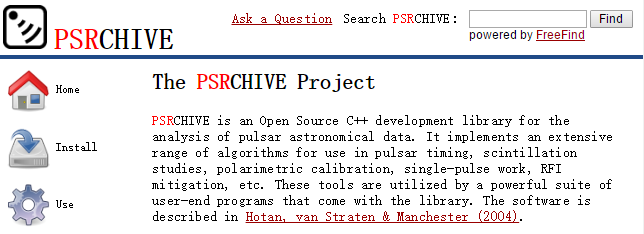 PSRCHIVE
Ask a Question Search PSRCHIVE: Find
powered by FreeFind
Home
Install
Use
The PSRCHIVE Project
PSRCHIVE is an Open Source C++ development library for the
analysis of pulsar astronomical data. It implements an extensive
range of algorithms for use in pulsar timing, scintillation
studies, polarimetric calibration, single-pulse work, RFI
mitigation, etc. These tools are utilized by a powerful suite of
user-end programs that come with the library. The software is
described in Hotan, van Straten & Manchester (2004).